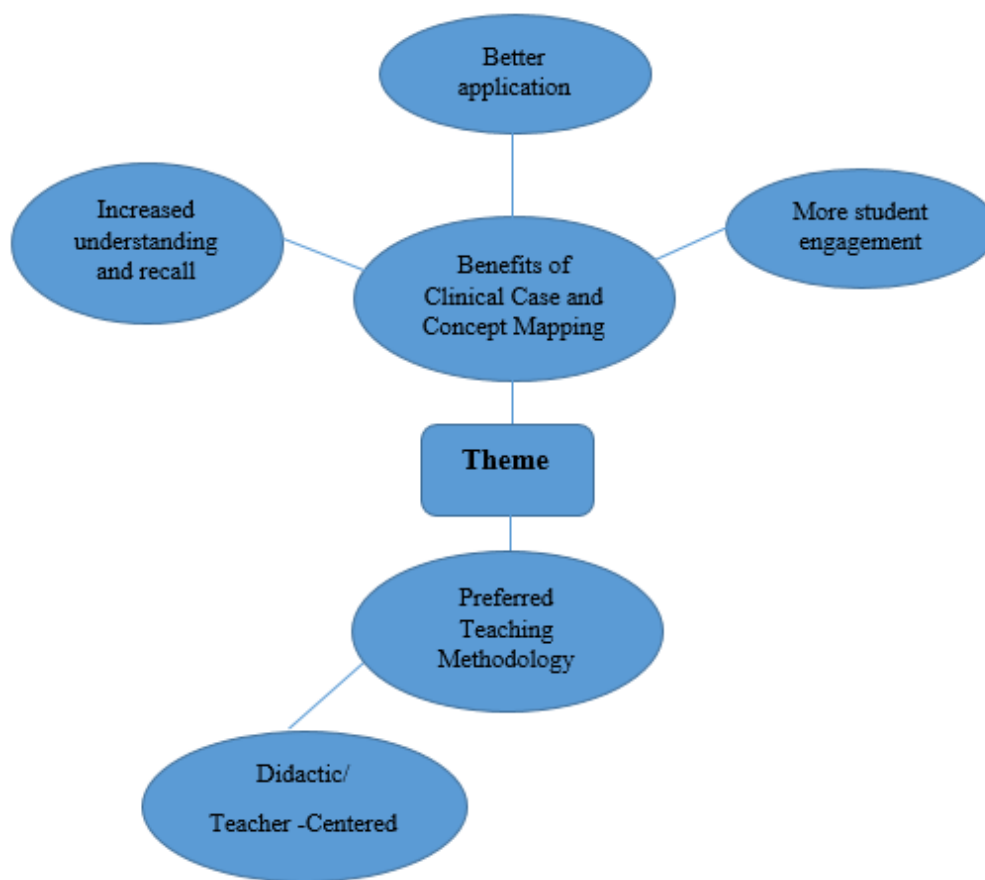 Better
application
Increased
understanding
and recall
More student
engagement
Benefits of
Clinical Case and
Concept Mapping
Theme
Preferred
Teaching
Methodology
Didactic/
Teacher -Centered